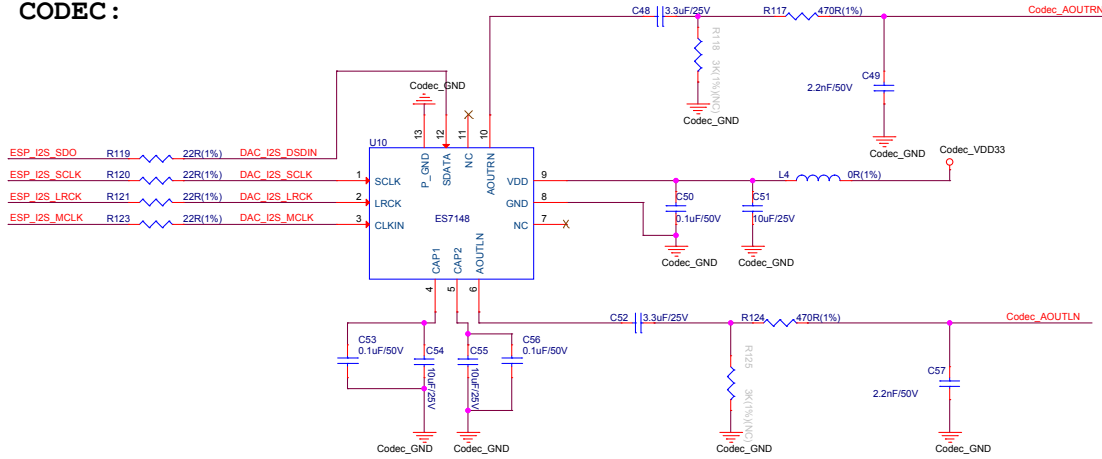 CODEC:
C48
3.3uF/25V
R117
470R(1%)
Codec_AOUTRN
R118
3K(1%)(NC)
C49
2.2nF/50V
Codec_GND
Codec_GND
Codec_GND
13
12
11
10
U10
P_GND
SDATA
NC
AOUTRN
ESP_I2S_SDO
R119
22R(1%)
DAC_I2S_DSDIN
ESP_I2S_SCLK
R120
22R(1%)
DAC_I2S_SCLK
1
SCLK
ESP_I2S_LRCK
R121
22R(1%)
DAC_I2S_LRCK
2
LRCK
ESP_I2S_MCLK
R123
22R(1%)
DAC_I2S_MCLK
3
CLKIN
ES7148
VDD
9
GND
8
NC
7
L4
0R(1%)
Codec_VDD33
C50
0.1uF/50V
C51
10uF/25V
Codec_GND
Codec_GND
CAP1
CAP2
AOUTLN
4
5
6
C53
0.1uF/50V
C54
10uF/25V
C55
10uF/25V
C56
0.1uF/50V
Codec_GND
Codec_GND
C52
3.3uF/25V
R124
470R(1%)
Codec_AOUTLN
R125
3K(1%)(NC)
C57
2.2nF/50V
Codec_GND
Codec_GND